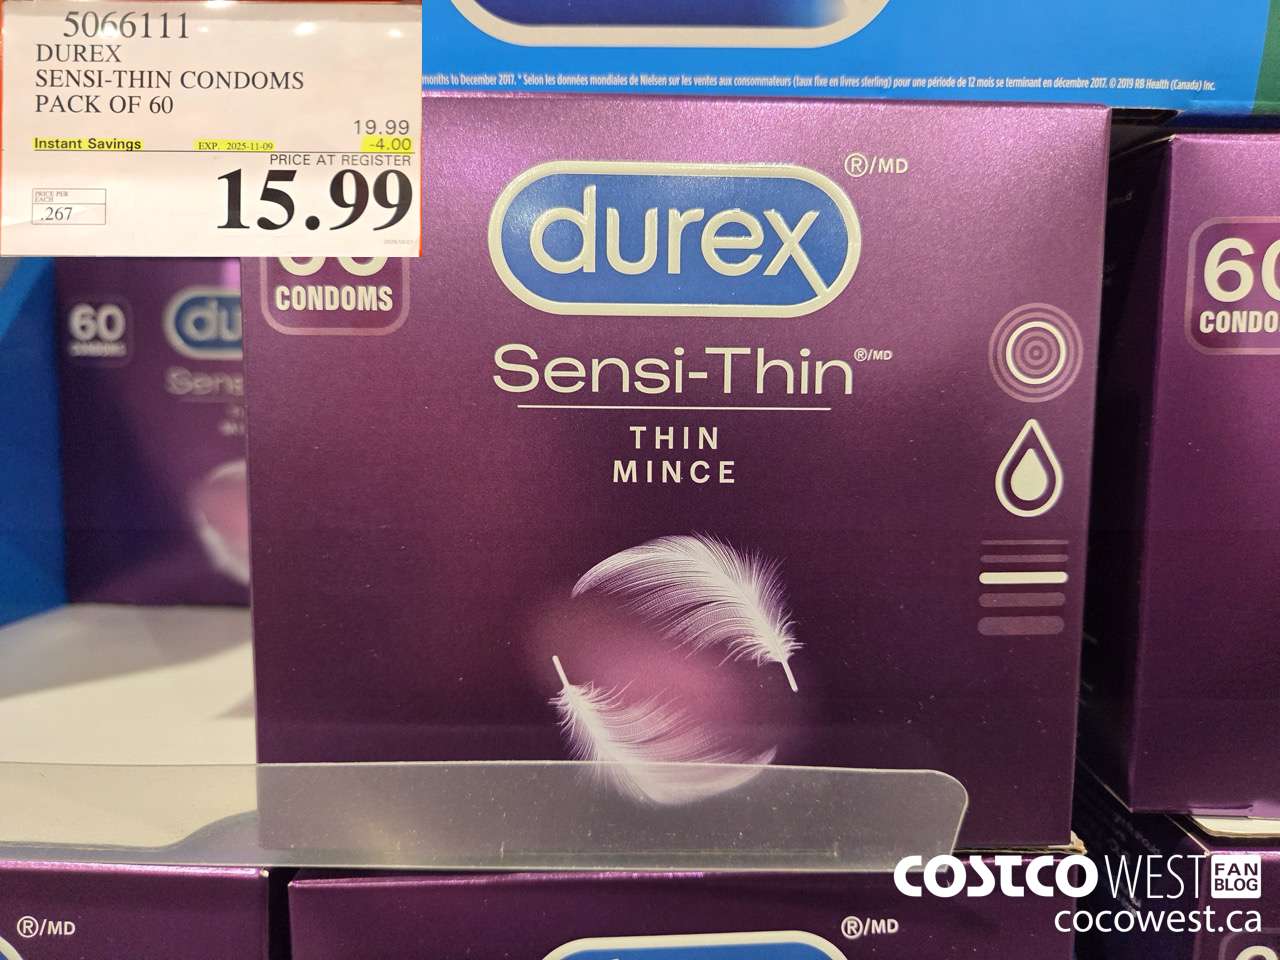 5066111
DUREX
SENSI-THIN CONDOMS
PACK OF 60
19.99
Instant Savings EXP. 2025-11-09 -4.00
PRICE AT REGISTER
15.99
PRICE PER
EACH
.267
months to December 2017. * Selon les données mondiales de Nielsen sur les ventes aux consommateurs (taux fixe en livres sterling) pour une période de 12 mois se terminant en décembre 2017. © 2019 RB Health (Canada) Inc.
60
CONDOMS
du
Sens
CONDOMS
durex
®/MD
Sensi-Thin®/MD
THIN
MINCE
60
CONDO
®/MD
®/MD
COSTCO WEST FAN BLOG
cocowest.ca